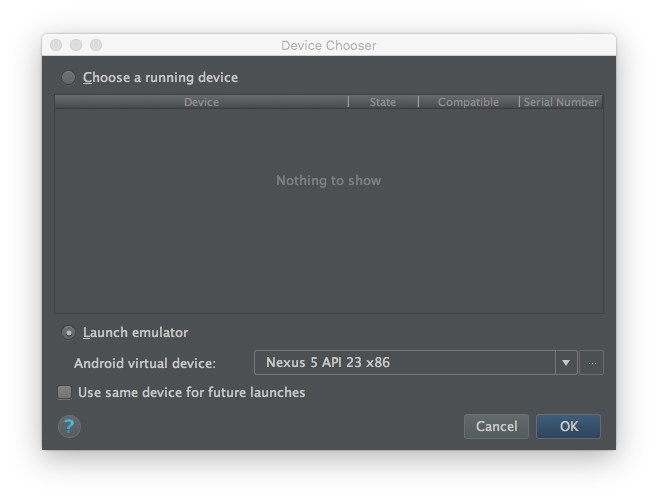 Device Chooser
Choose a running device
Device State Compatible Serial Number
Nothing to show
Launch emulator
Android virtual device: Nexus 5 API 23 x86 ...
Use same device for future launches
? Cancel OK